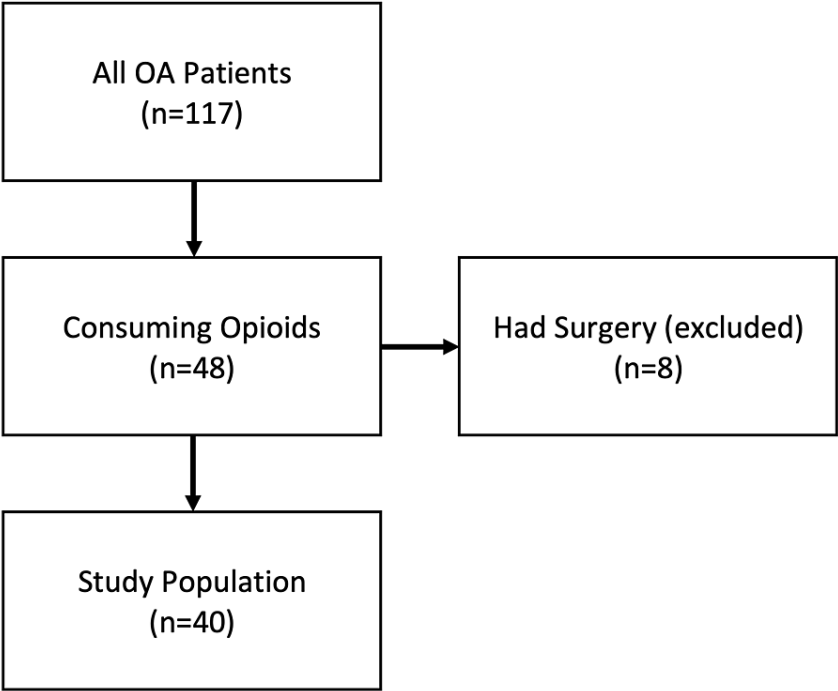 All OA Patients
(n=117)
Consuming Opioids
(n=48)
Had Surgery (excluded)
(n=8)
Study Population
(n=40)